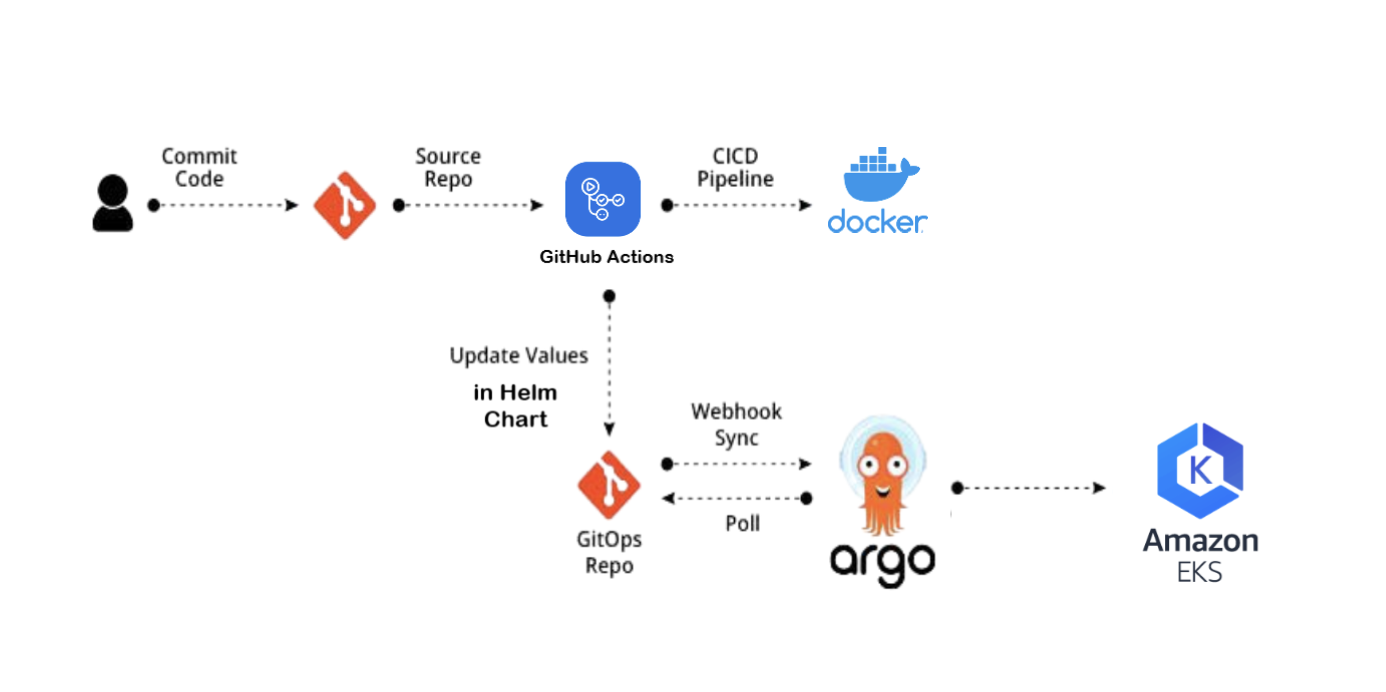 Commit
Code
Source
Repo
CICD
Pipeline
docker
GitHub Actions
Update Values
in Helm
Chart
Webhook
Sync
Poll
GitOps
Repo
argo
K
Amazon
EKS